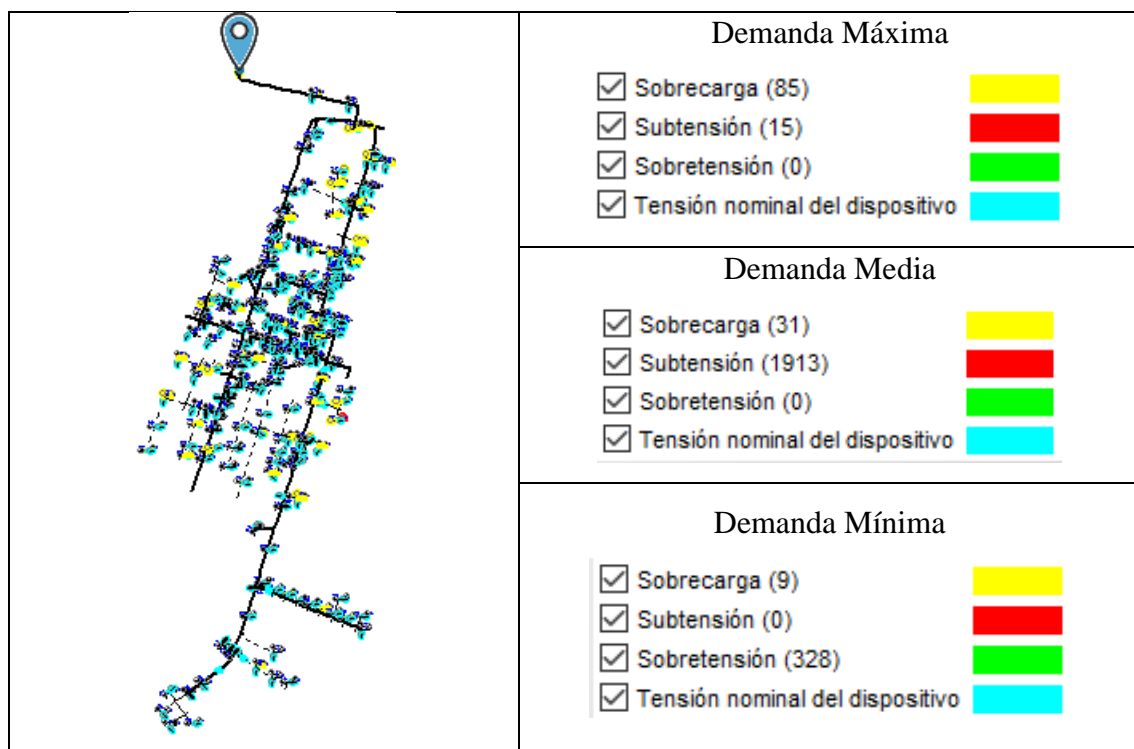 Demanda Máxima
Sobrecarga (85)
Subtensión (15)
Sobretensión (0)
Tensión nominal del dispositivo
Demanda Media
Sobrecarga (31)
Subtensión (1913)
Sobretensión (0)
Tensión nominal del dispositivo
Demanda Mínima
Sobrecarga (9)
Subtensión (0)
Sobretensión (328)
Tensión nominal del dispositivo